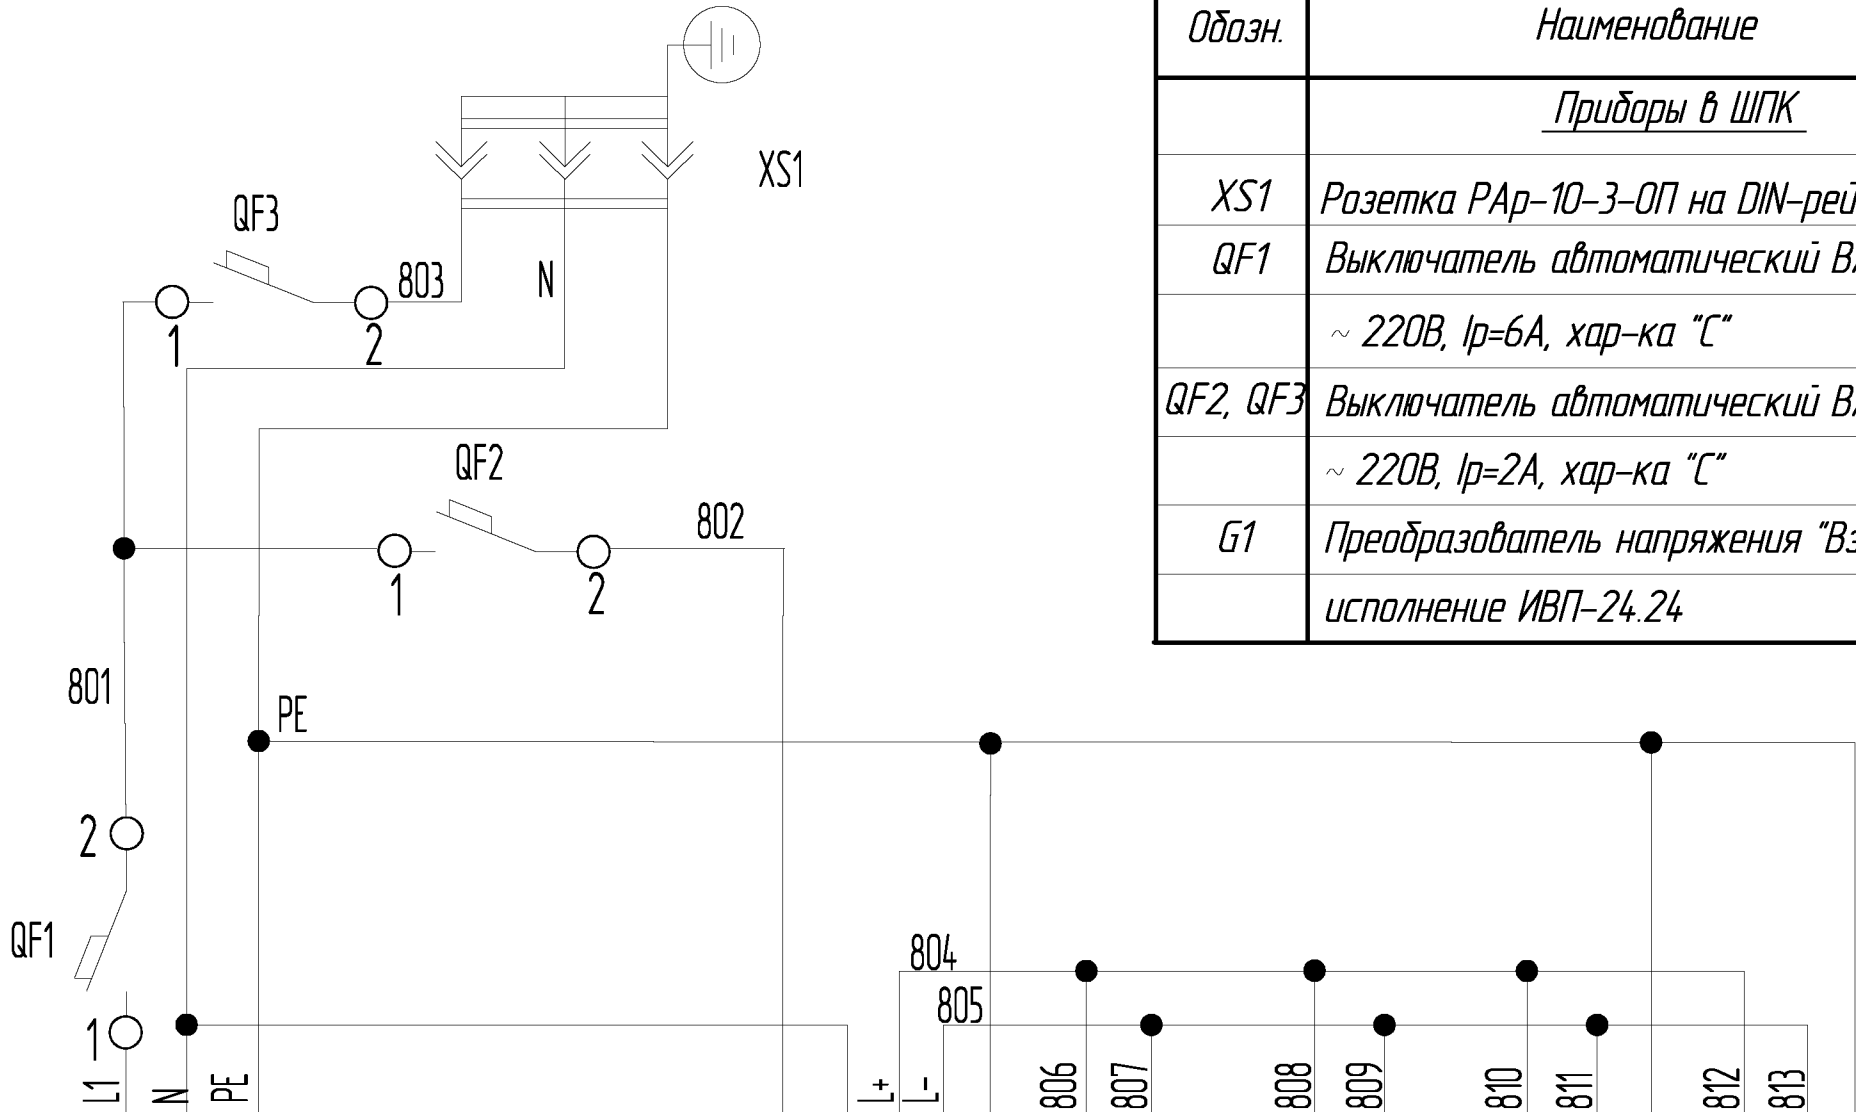 Обозн. Наименование
Приборы в ШПК
XS1 Розетка РАр-10-3-ОП на DIN-рей
QF1 Выключатель автоматический ВА
~ 220В, Iр=6А, хар-ка "С"
QF2, QF3 Выключатель автоматический ВА
~ 220В, Iр=2А, хар-ка "С"
G1 Преобразователь напряжения "Вз
исполнение ИВП-24.24
XS1
QF3
803
N
1
2
QF2
802
1
2
801
PE
2
QF1
1
L1
N
PE
804
805
L+
L-
806
807
808
809
810
811
812
813